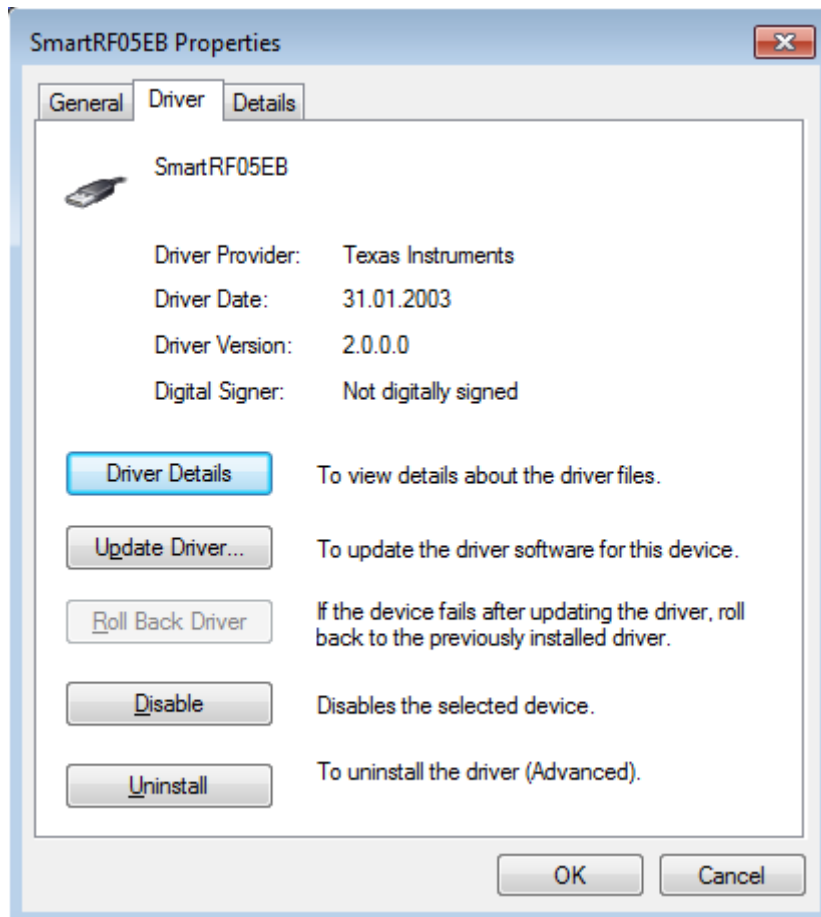 SmartRF05EB Properties
General Driver Details
SmartRF05EB
Driver Provider: Texas Instruments
Driver Date: 31.01.2003
Driver Version: 2.0.0.0
Digital Signer: Not digitally signed
Driver Details To view details about the driver files.
Update Driver... To update the driver software for this device.
Roll Back Driver If the device fails after updating the driver, roll
back to the previously installed driver.
Disable Disables the selected device.
Uninstall To uninstall the driver (Advanced).
OK Cancel